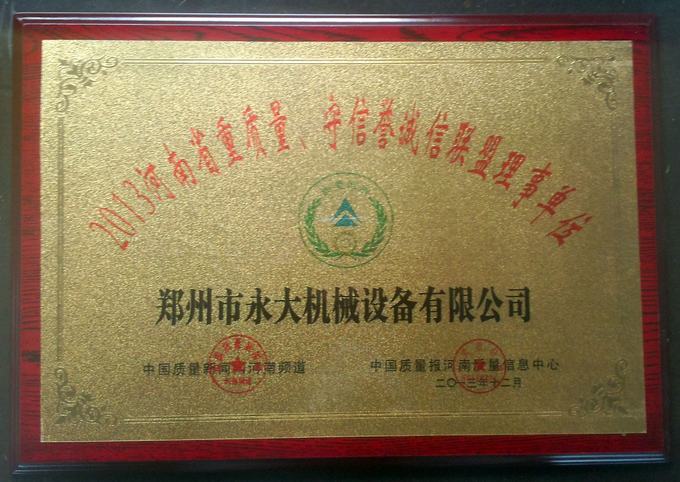 2013河南省重质量、守信誉诚信联盟理事单位
郑州市永大机械设备有限公司
中国质量新闻网河南频道
中国质量报河南质量信息中心
二〇一三年十二月